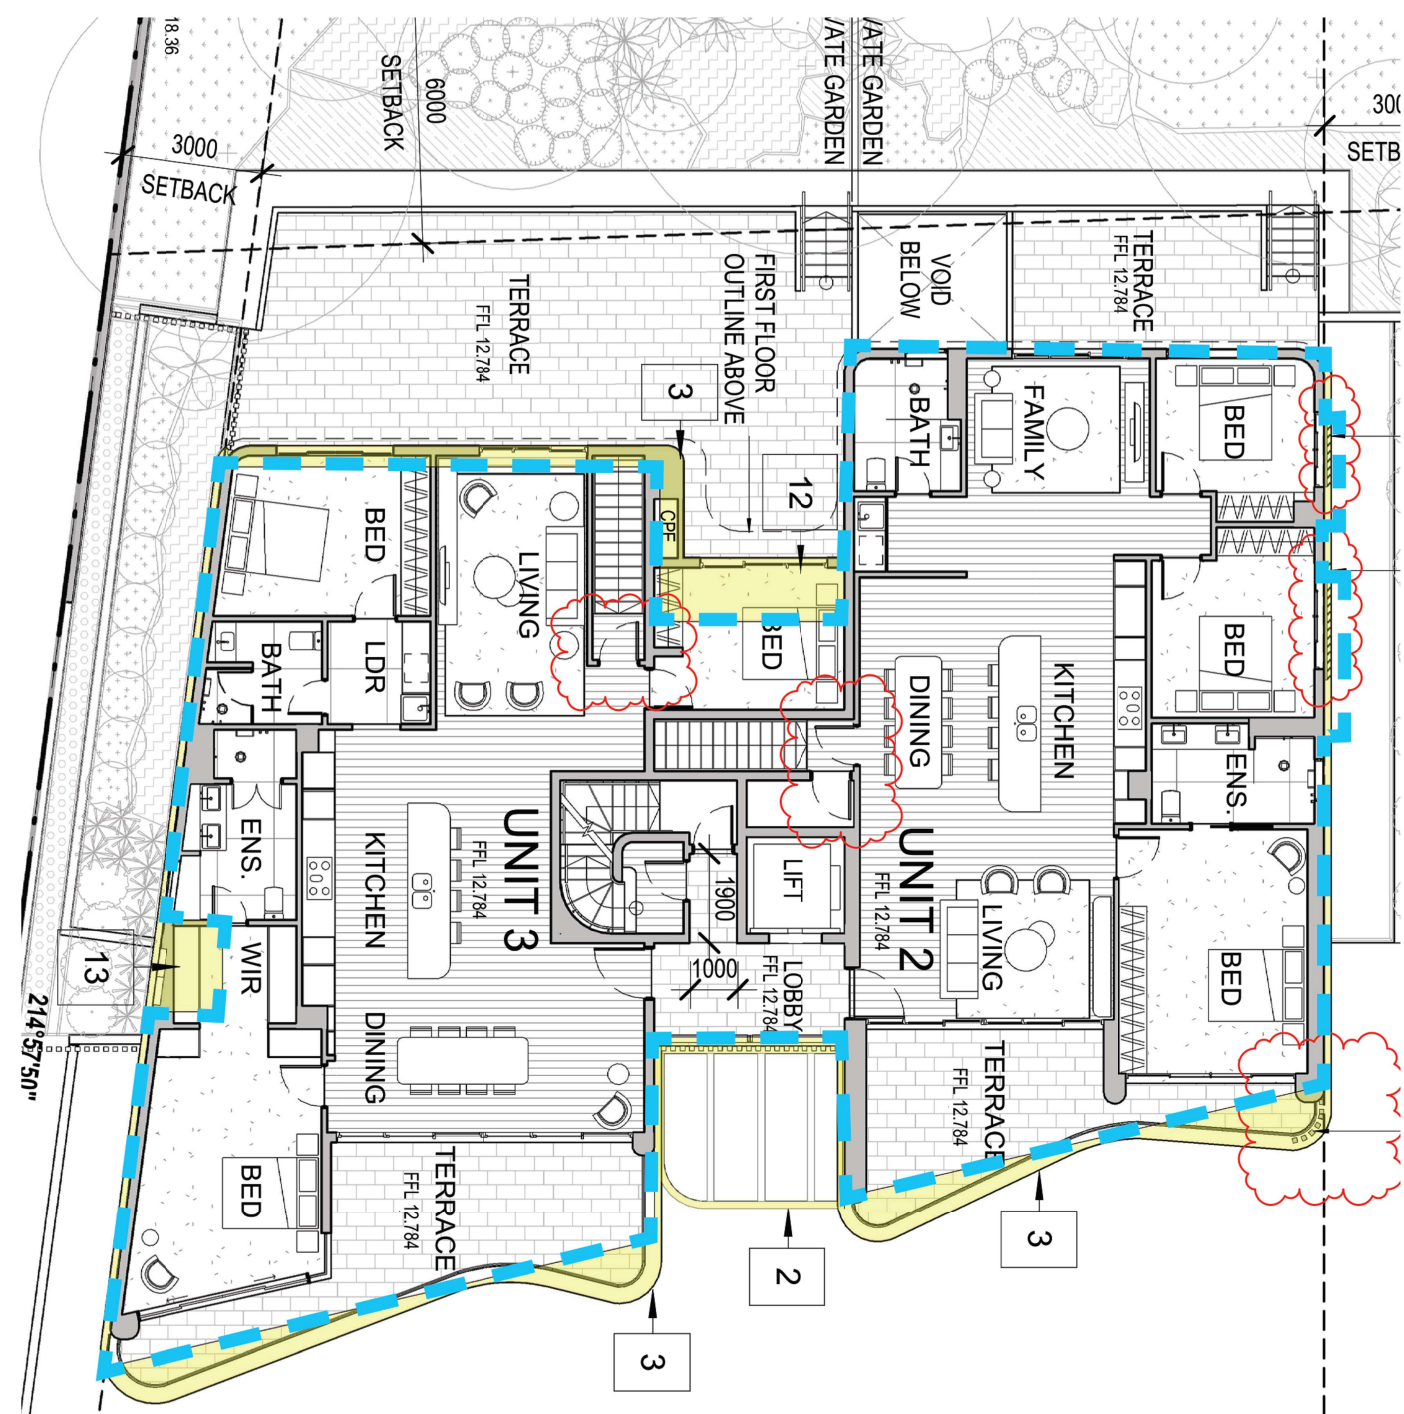 18.36
3000
SETBACK
SETBACK
6000
VATE GARDEN
VATE GARDEN
300
SETB
TERRACE
FFL 12.784
FIRST FLOOR
OUTLINE ABOVE
VOID
BELOW
TERRACE
FFL 12.784
3
12
CPF
BED
LIVING
BATH
FAMILY
BED
LDR
BATH
BED
DINING
KITCHEN
BED
ENS.
ENS.
KITCHEN
UNIT 3
FFL 12.784
1900
1000
LIFT
LOBBY
FFL 12.784
UNIT 2
FFL 12.784
LIVING
BED
WIR
13
214°57'50"
DINING
TERRACE
FFL 12.784
BED
TERRACE
FFL 12.784
2
3
3